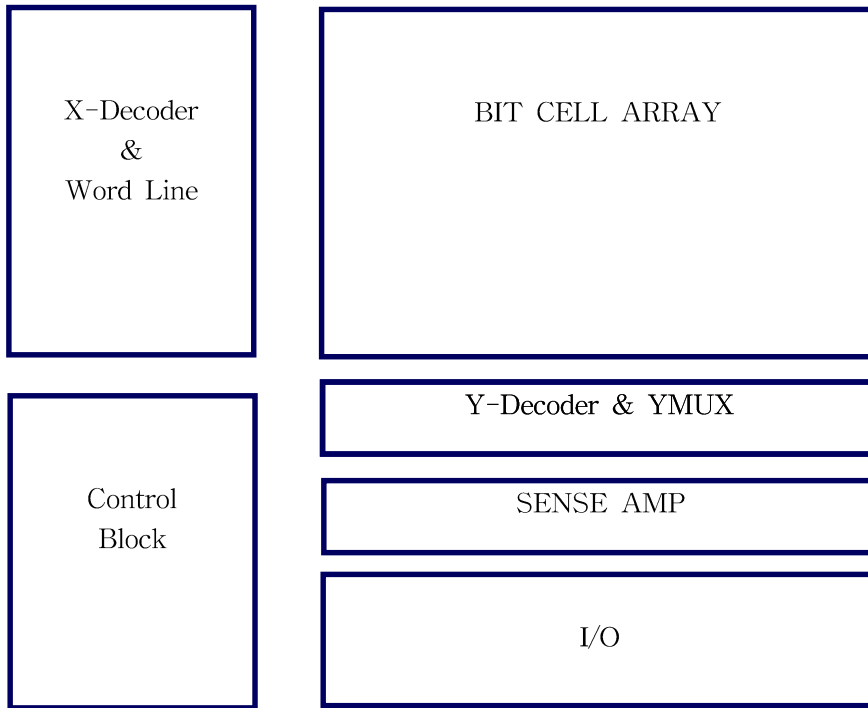 X-Decoder
&
Word Line
BIT CELL ARRAY
Y-Decoder & YMUX
Control
Block
SENSE AMP
I/O